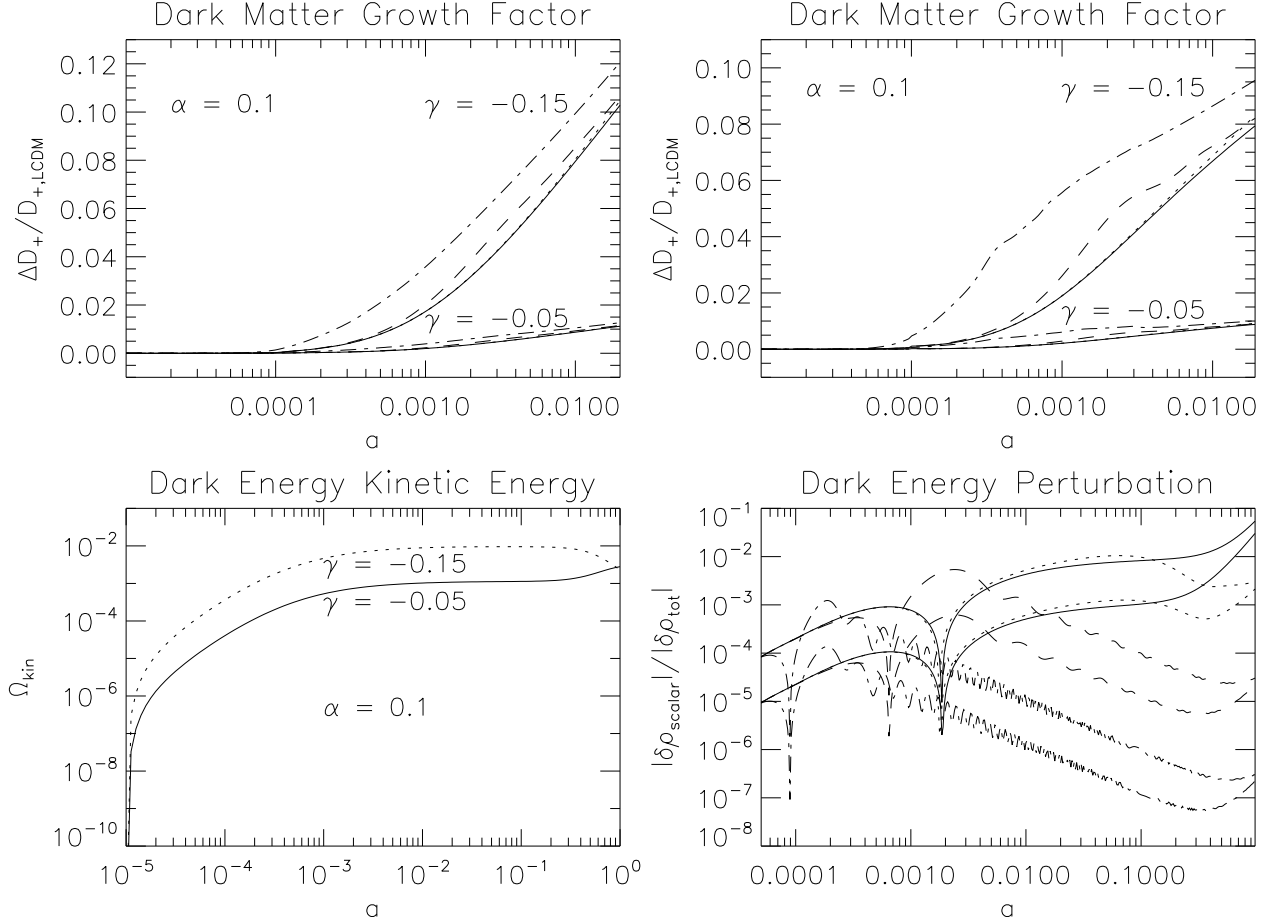 Dark Matter Growth Factor
ΔD₊/D₊,LCDM
0.12
0.10
0.08
0.06
0.04
0.02
0.00
α = 0.1
γ = −0.15
γ = −0.05
0.0001
0.0010
0.0100
a
Dark Matter Growth Factor
ΔD₊/D₊,LCDM
0.10
0.08
0.06
0.04
0.02
0.00
α = 0.1
γ = −0.15
γ = −0.05
0.0001
0.0010
0.0100
a
Dark Energy Kinetic Energy
Ωkin
10⁻²
10⁻⁴
10⁻⁶
10⁻⁸
10⁻¹⁰
γ = −0.15
γ = −0.05
α = 0.1
10⁻⁵
10⁻⁴
10⁻³
10⁻²
10⁻¹
10⁰
a
Dark Energy Perturbation
|δρscalar|/|δρtot|
10⁻¹
10⁻²
10⁻³
10⁻⁴
10⁻⁵
10⁻⁶
10⁻⁷
10⁻⁸
0.0001
0.0010
0.0100
0.1000
a